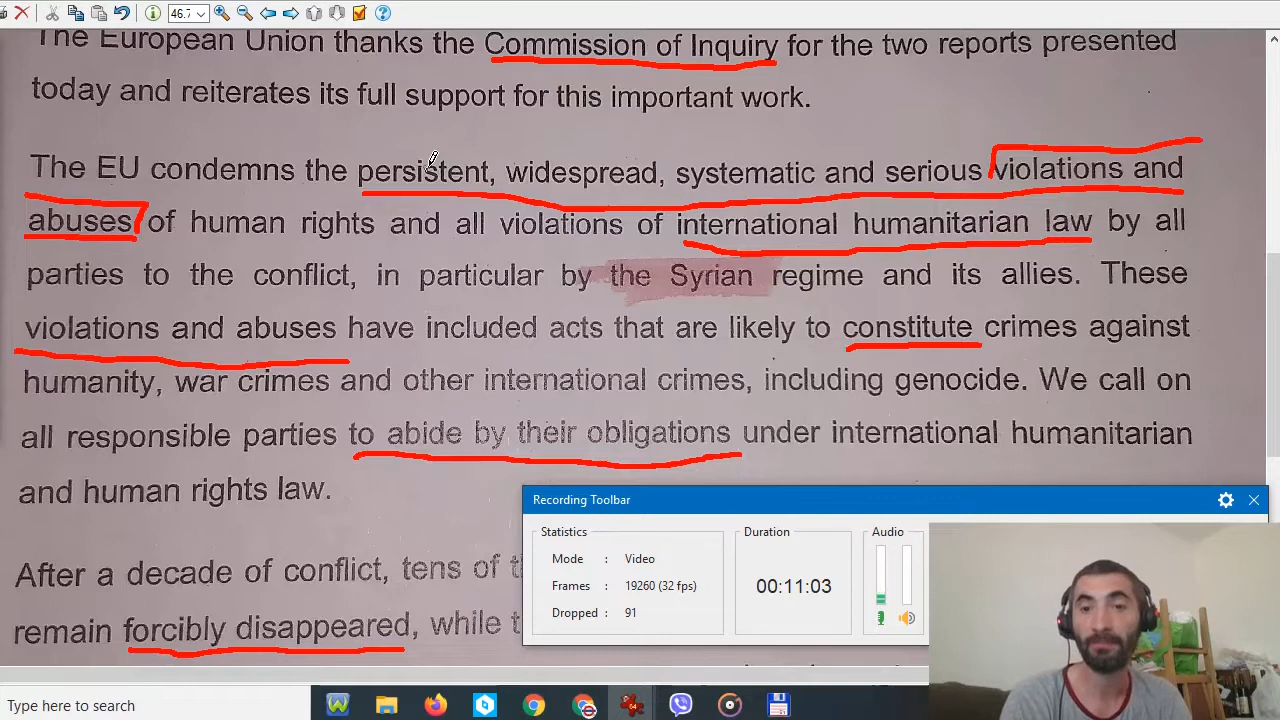 46.7
The European Union thanks the Commission of Inquiry for the two reports presented
today and reiterates its full support for this important work.
The EU condemns the persistent, widespread, systematic and serious violations and
abuses of human rights and all violations of international humanitarian law by all
parties to the conflict, in particular by the Syrian regime and its allies. These
violations and abuses have included acts that are likely to constitute crimes against
humanity, war crimes and other international crimes, including genocide. We call on
all responsible parties to abide by their obligations under international humanitarian
and human rights law.
Recording Toolbar
Statistics
Duration
Audio
Mode : Video
Frames : 19260 (32 fps)
Dropped : 91
00:11:03
After a decade of conflict, tens of
remain forcibly disappeared, while
Type here to search
64